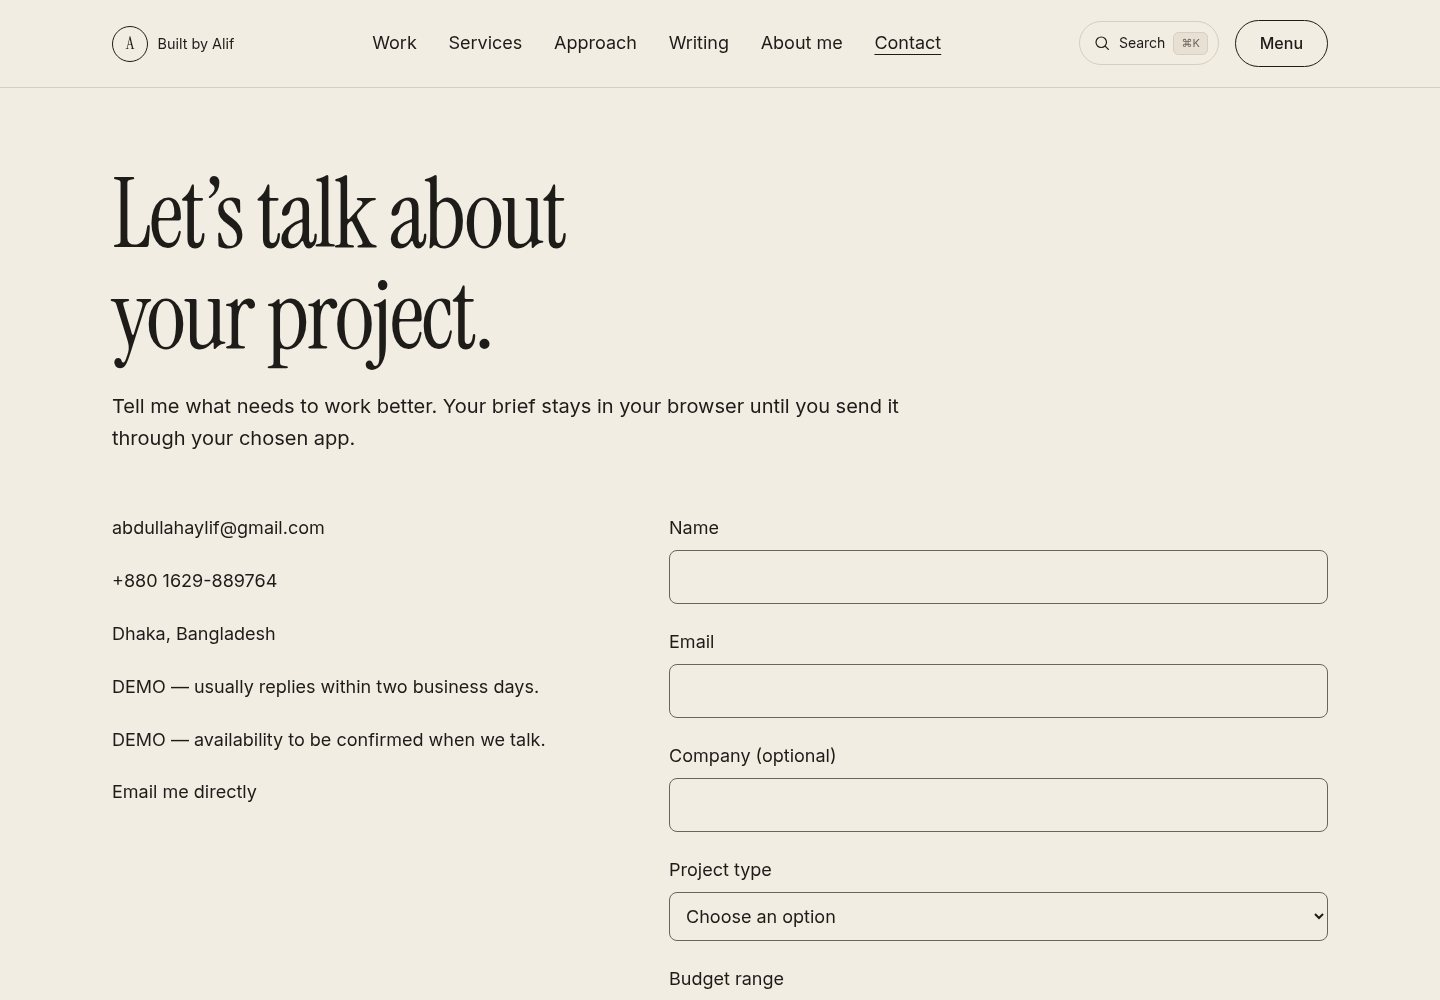 A Built by Alif
Work Services Approach Writing About me Contact
Search ⌘K
Menu
Let’s talk about
your project.
Tell me what needs to work better. Your brief stays in your browser until you send it
through your chosen app.
abdullahaylif@gmail.com
+880 1629-889764
Dhaka, Bangladesh
DEMO — usually replies within two business days.
DEMO — availability to be confirmed when we talk.
Email me directly
Name
Email
Company (optional)
Project type
Choose an option
Budget range